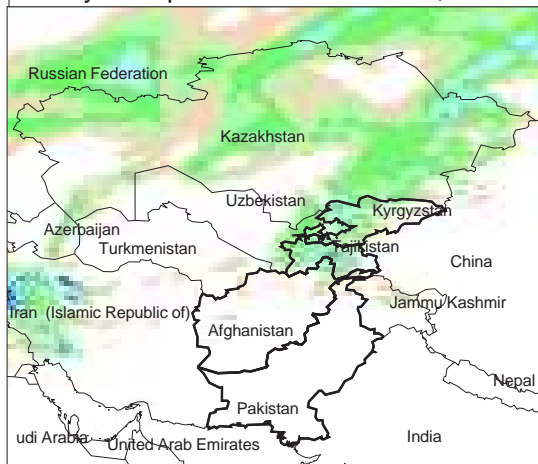 Russian Federation
Kazakhstan
Uzbekistan
Kyrgyzstan
Azerbaijan
Turkmenistan
Tajikistan
China
Jammu Kashmir
Iran (Islamic Republic of)
Afghanistan
Nepal
Pakistan
udi Arabia
United Arab Emirates
India